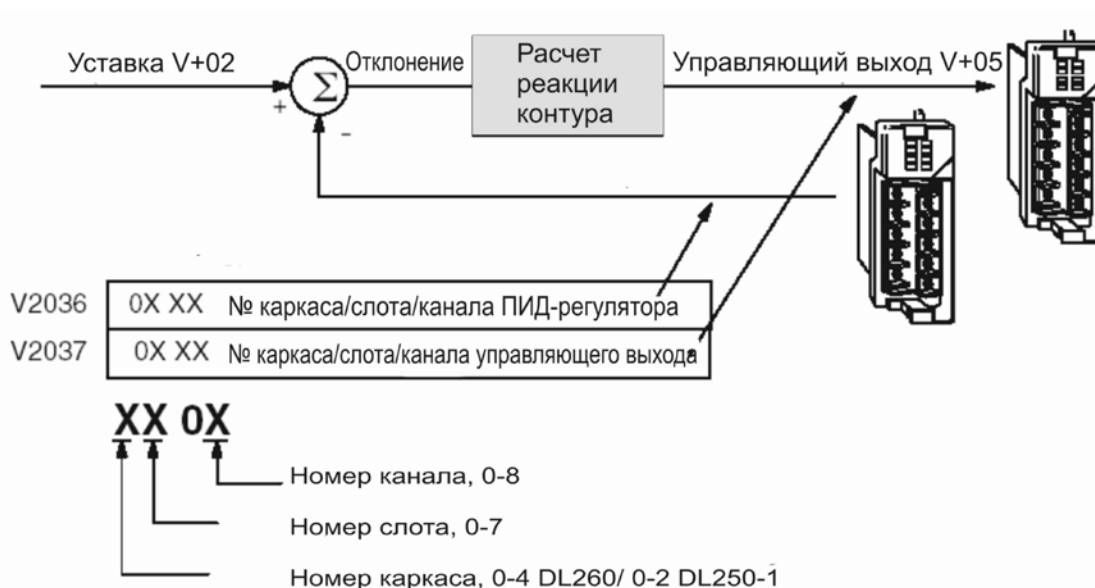 Уставка V+02
Отклонение
Расчет
реакции
контура
Управляющий выход V+05
Σ
+
-
V2036 0X XX № каркаса/слота/канала ПИД-регулятора
V2037 0X XX № каркаса/слота/канала управляющего выхода
XX 0X
Номер канала, 0-8
Номер слота, 0-7
Номер каркаса, 0-4 DL260/ 0-2 DL250-1